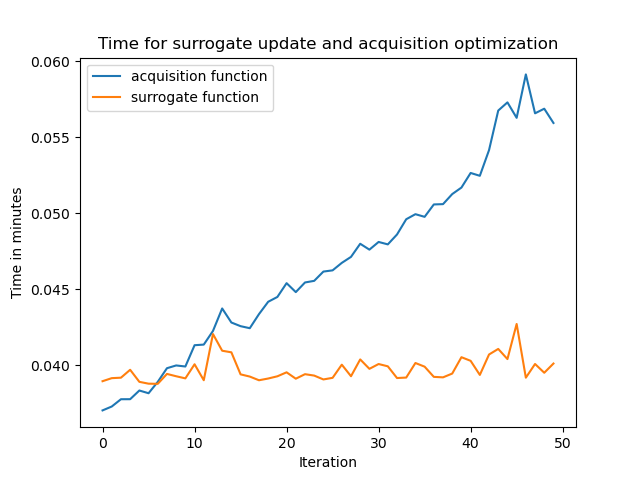 Time for surrogate update and acquisition optimization
acquisition function
surrogate function
0.060
0.055
0.050
0.045
0.040
Time in minutes
0 10 20 30 40 50
Iteration